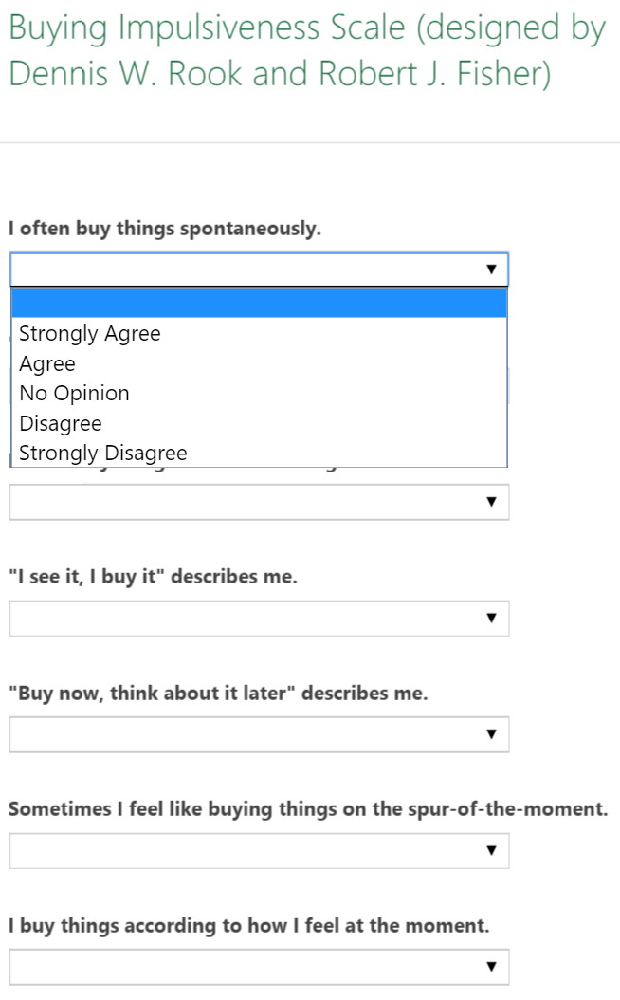 Buying Impulsiveness Scale (designed by
Dennis W. Rook and Robert J. Fisher)
I often buy things spontaneously.
Strongly Agree
Agree
No Opinion
Disagree
Strongly Disagree
"I see it, I buy it" describes me.
"Buy now, think about it later" describes me.
Sometimes I feel like buying things on the spur-of-the-moment.
I buy things according to how I feel at the moment.